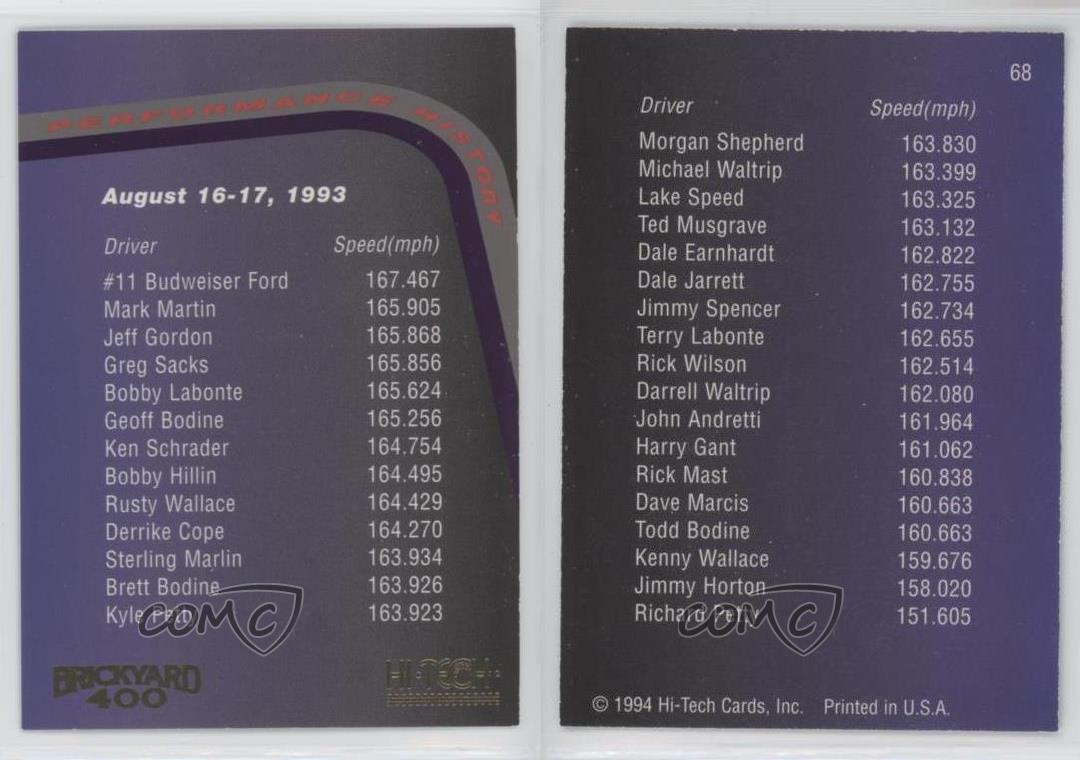 PERFORMANCE HISTORY
August 16-17, 1993
Driver Speed(mph)
#11 Budweiser Ford 167.467
Mark Martin 165.905
Jeff Gordon 165.868
Greg Sacks 165.856
Bobby Labonte 165.624
Geoff Bodine 165.256
Ken Schrader 164.754
Bobby Hillin 164.495
Rusty Wallace 164.429
Derrike Cope 164.270
Sterling Marlin 163.934
Brett Bodine 163.926
Kyle Petty 163.923
COMC
BRICKYARD
400
HI-TECH
68
Driver Speed(mph)
Morgan Shepherd 163.830
Michael Waltrip 163.399
Lake Speed 163.325
Ted Musgrave 163.132
Dale Earnhardt 162.822
Dale Jarrett 162.755
Jimmy Spencer 162.734
Terry Labonte 162.655
Rick Wilson 162.514
Darrell Waltrip 162.080
John Andretti 161.964
Harry Gant 161.062
Rick Mast 160.838
Dave Marcis 160.663
Todd Bodine 160.663
Kenny Wallace 159.676
Jimmy Horton 158.020
Richard Petty 151.605
COMC
© 1994 Hi-Tech Cards, Inc. Printed in U.S.A.